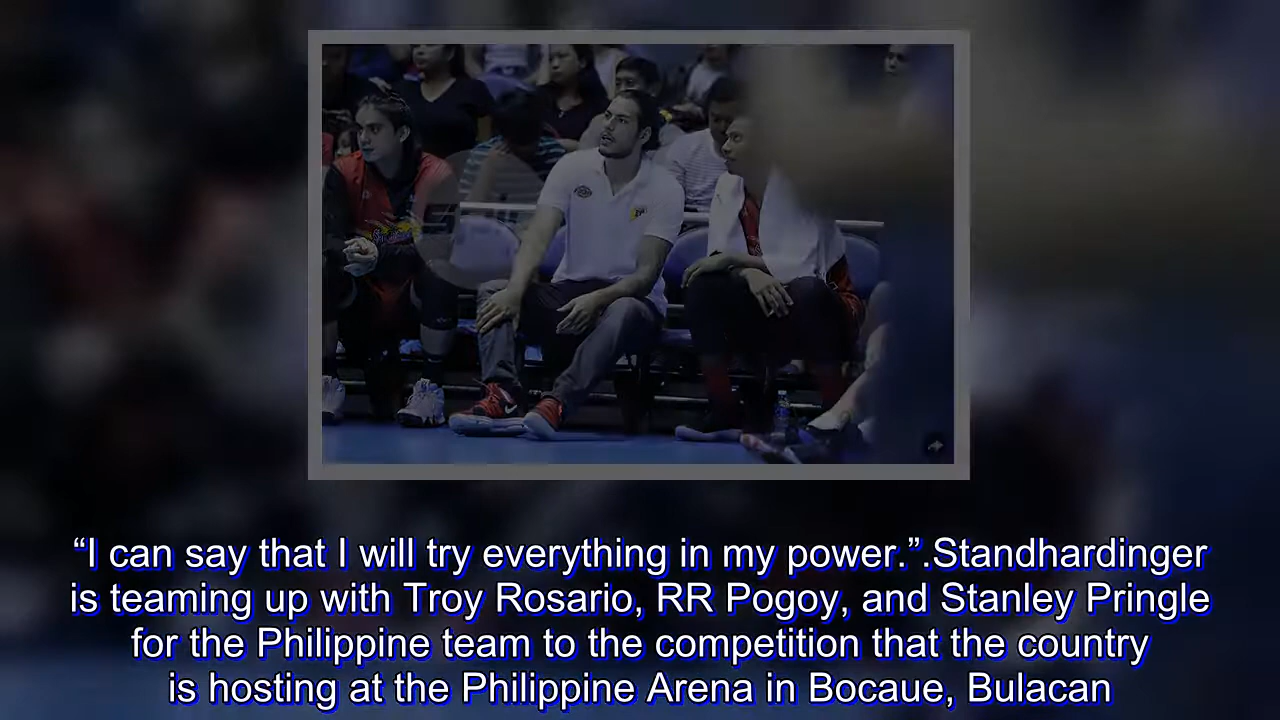 “I can say that I will try everything in my power.”.Standhardinger
is teaming up with Troy Rosario, RR Pogoy, and Stanley Pringle
for the Philippine team to the competition that the country
is hosting at the Philippine Arena in Bocaue, Bulacan